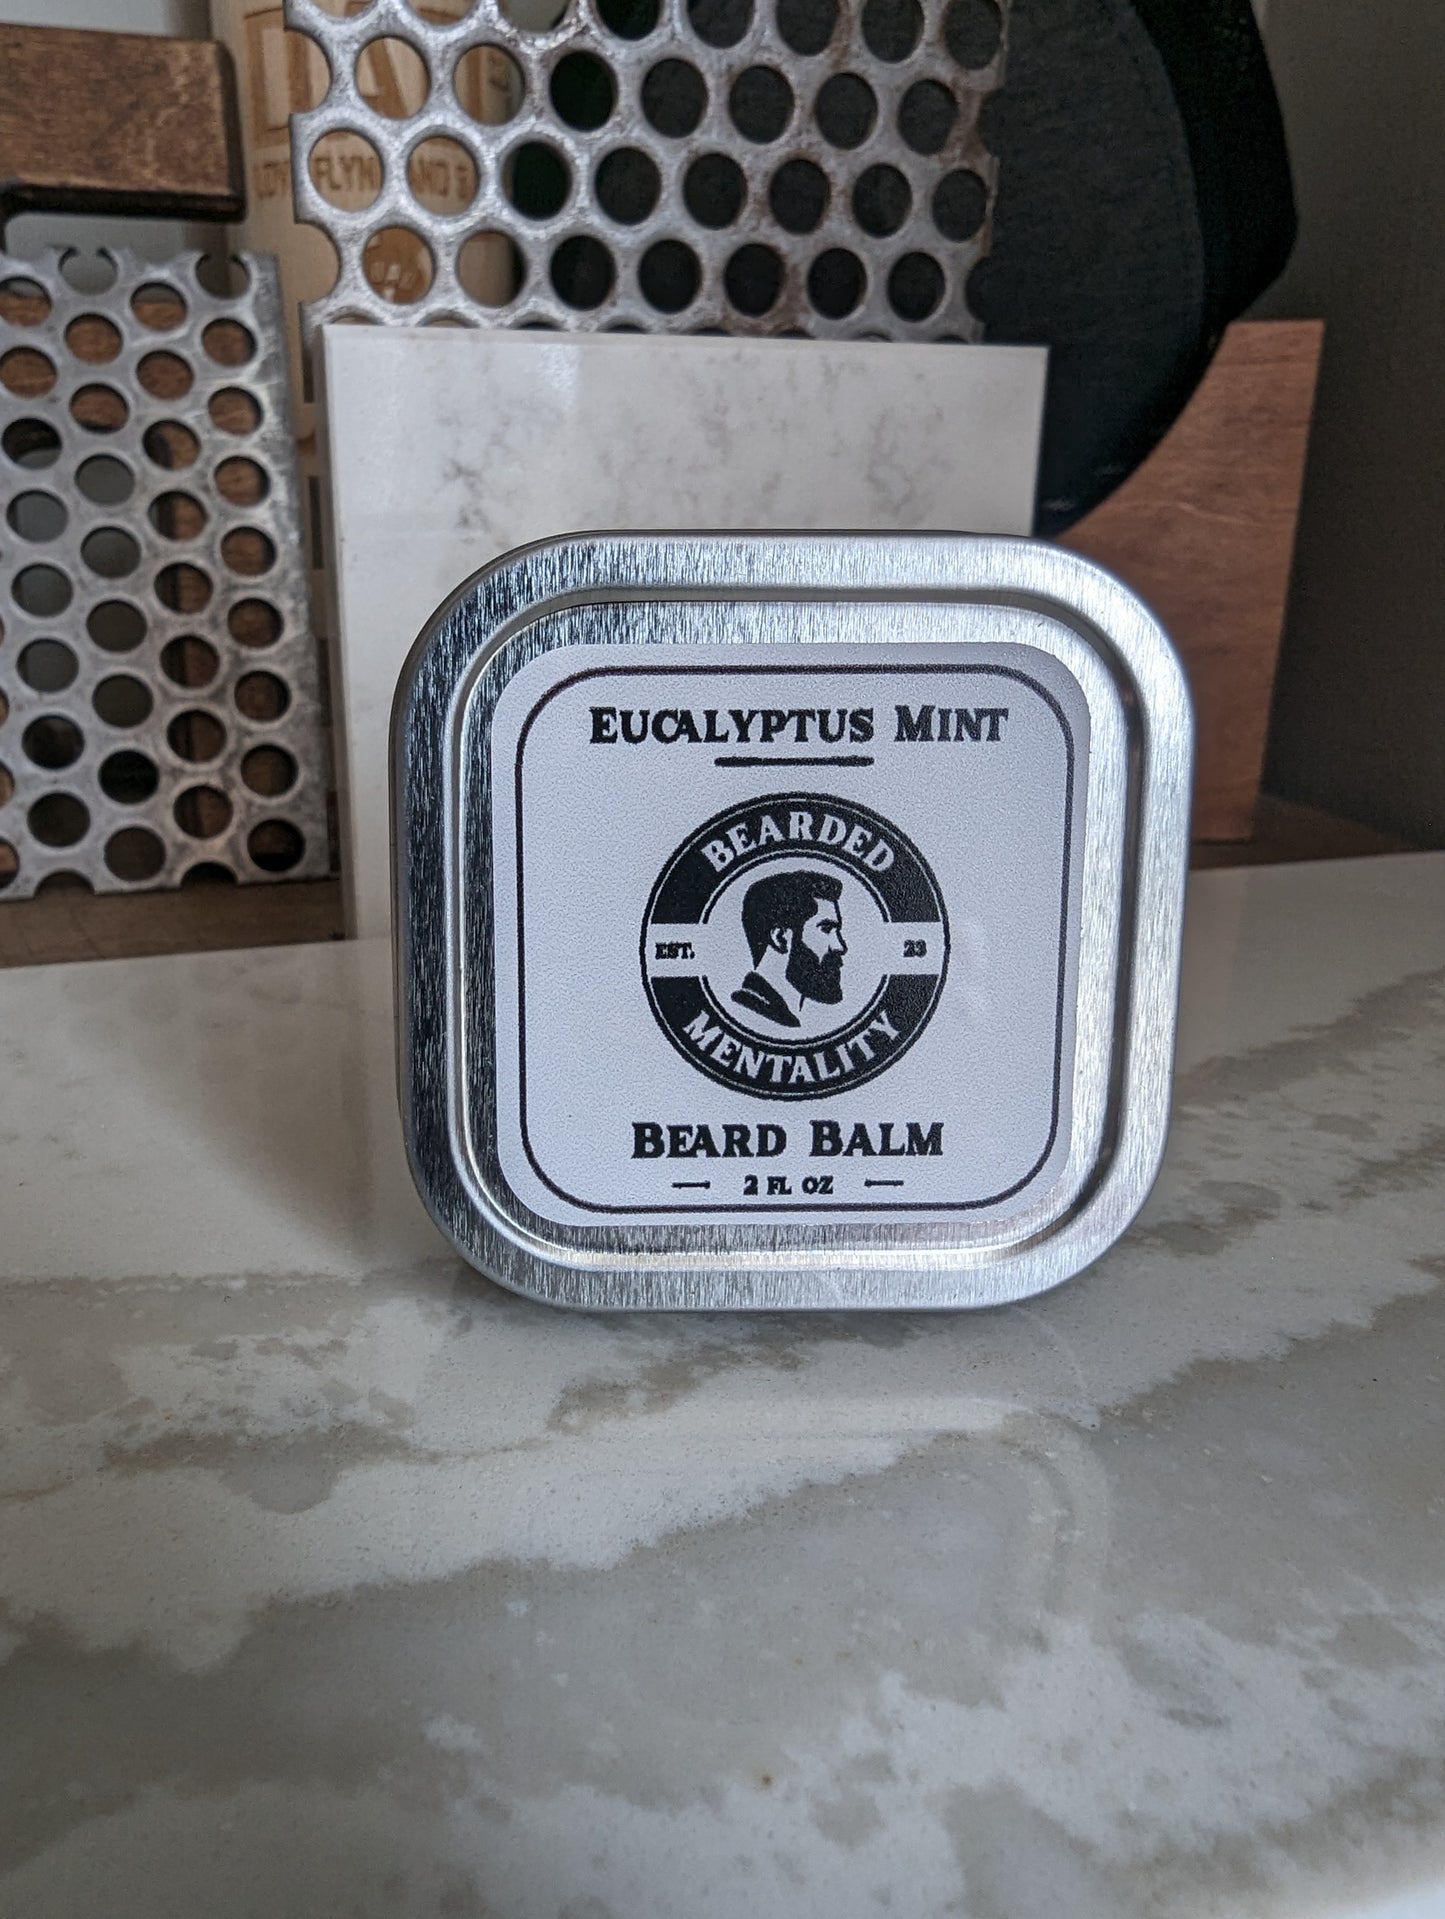 EUCALYPTUS MINT
BEARDED
EST. 23
MENTALITY
BEARD BALM
2 FL OZ